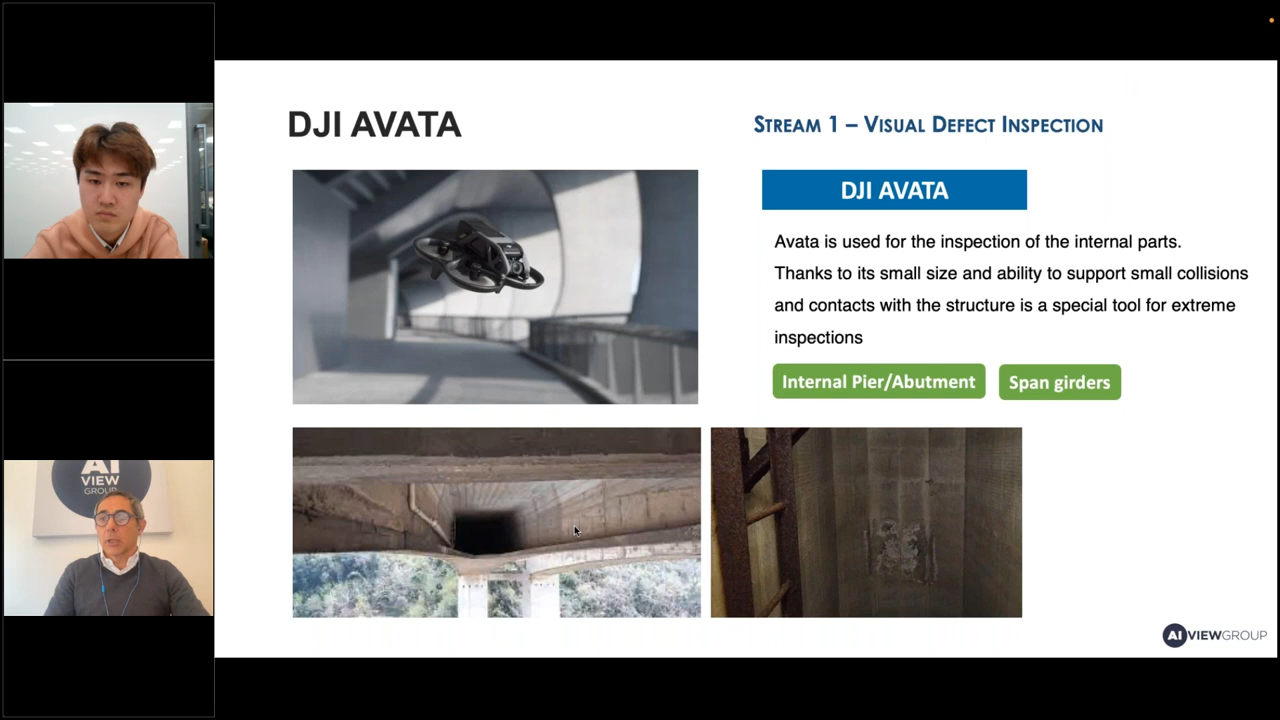 DJI AVATA
STREAM 1 – VISUAL DEFECT INSPECTION
DJI AVATA
Avata is used for the inspection of the internal parts.
Thanks to its small size and ability to support small collisions
and contacts with the structure is a special tool for extreme
inspections
Internal Pier/Abutment
Span girders
AI
VIEW
GROUP
AIVIEWGROUP